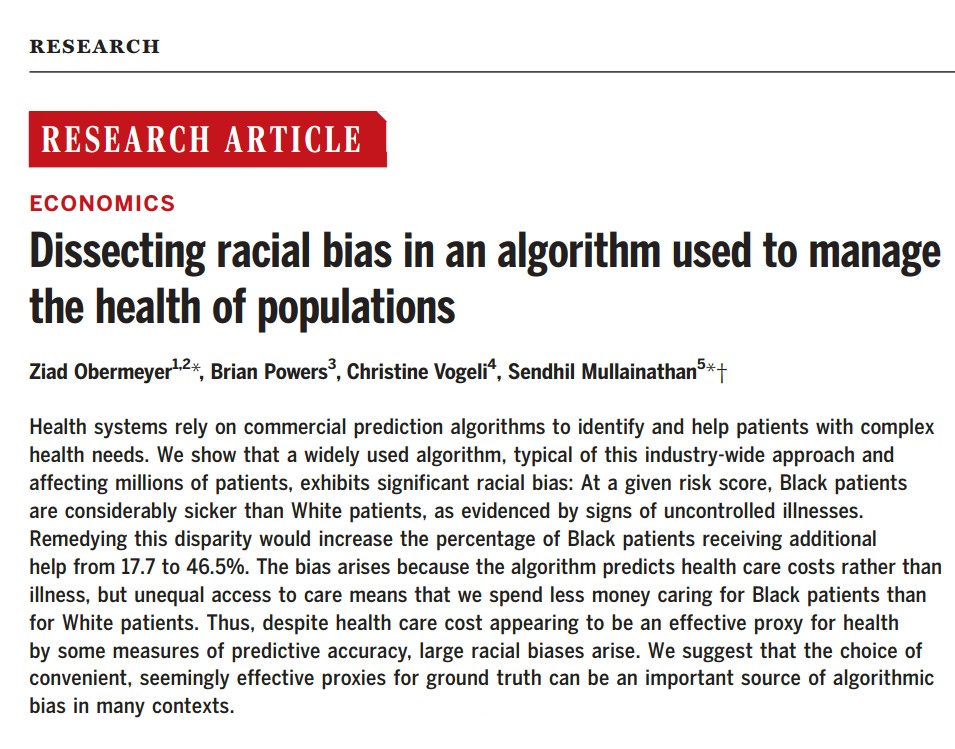 RESEARCH
RESEARCH ARTICLE
ECONOMICS
Dissecting racial bias in an algorithm used to manage
the health of populations
Ziad Obermeyer1,2*, Brian Powers3, Christine Vogeli4, Sendhil Mullainathan5*†
Health systems rely on commercial prediction algorithms to identify and help patients with complex
health needs. We show that a widely used algorithm, typical of this industry-wide approach and
affecting millions of patients, exhibits significant racial bias: At a given risk score, Black patients
are considerably sicker than White patients, as evidenced by signs of uncontrolled illnesses.
Remedying this disparity would increase the percentage of Black patients receiving additional
help from 17.7 to 46.5%. The bias arises because the algorithm predicts health care costs rather than
illness, but unequal access to care means that we spend less money caring for Black patients than
for White patients. Thus, despite health care cost appearing to be an effective proxy for health
by some measures of predictive accuracy, large racial biases arise. We suggest that the choice of
convenient, seemingly effective proxies for ground truth can be an important source of algorithmic
bias in many contexts.